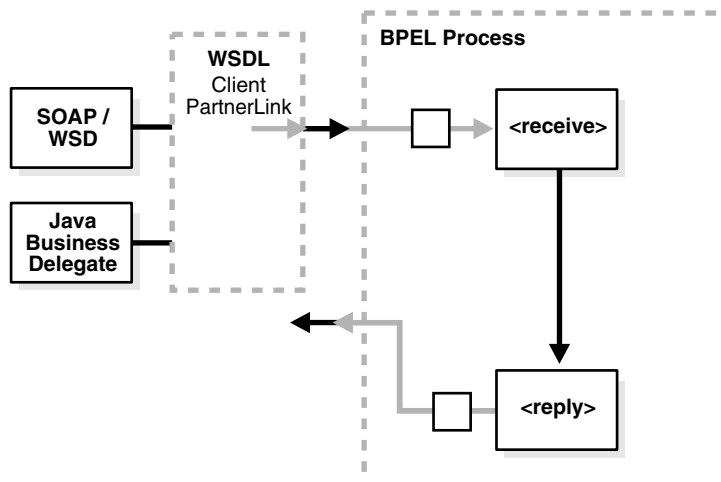 BPEL Process
WSDL
Client
PartnerLink
SOAP /
WSD
<receive>
Java
Business
Delegate
<reply>